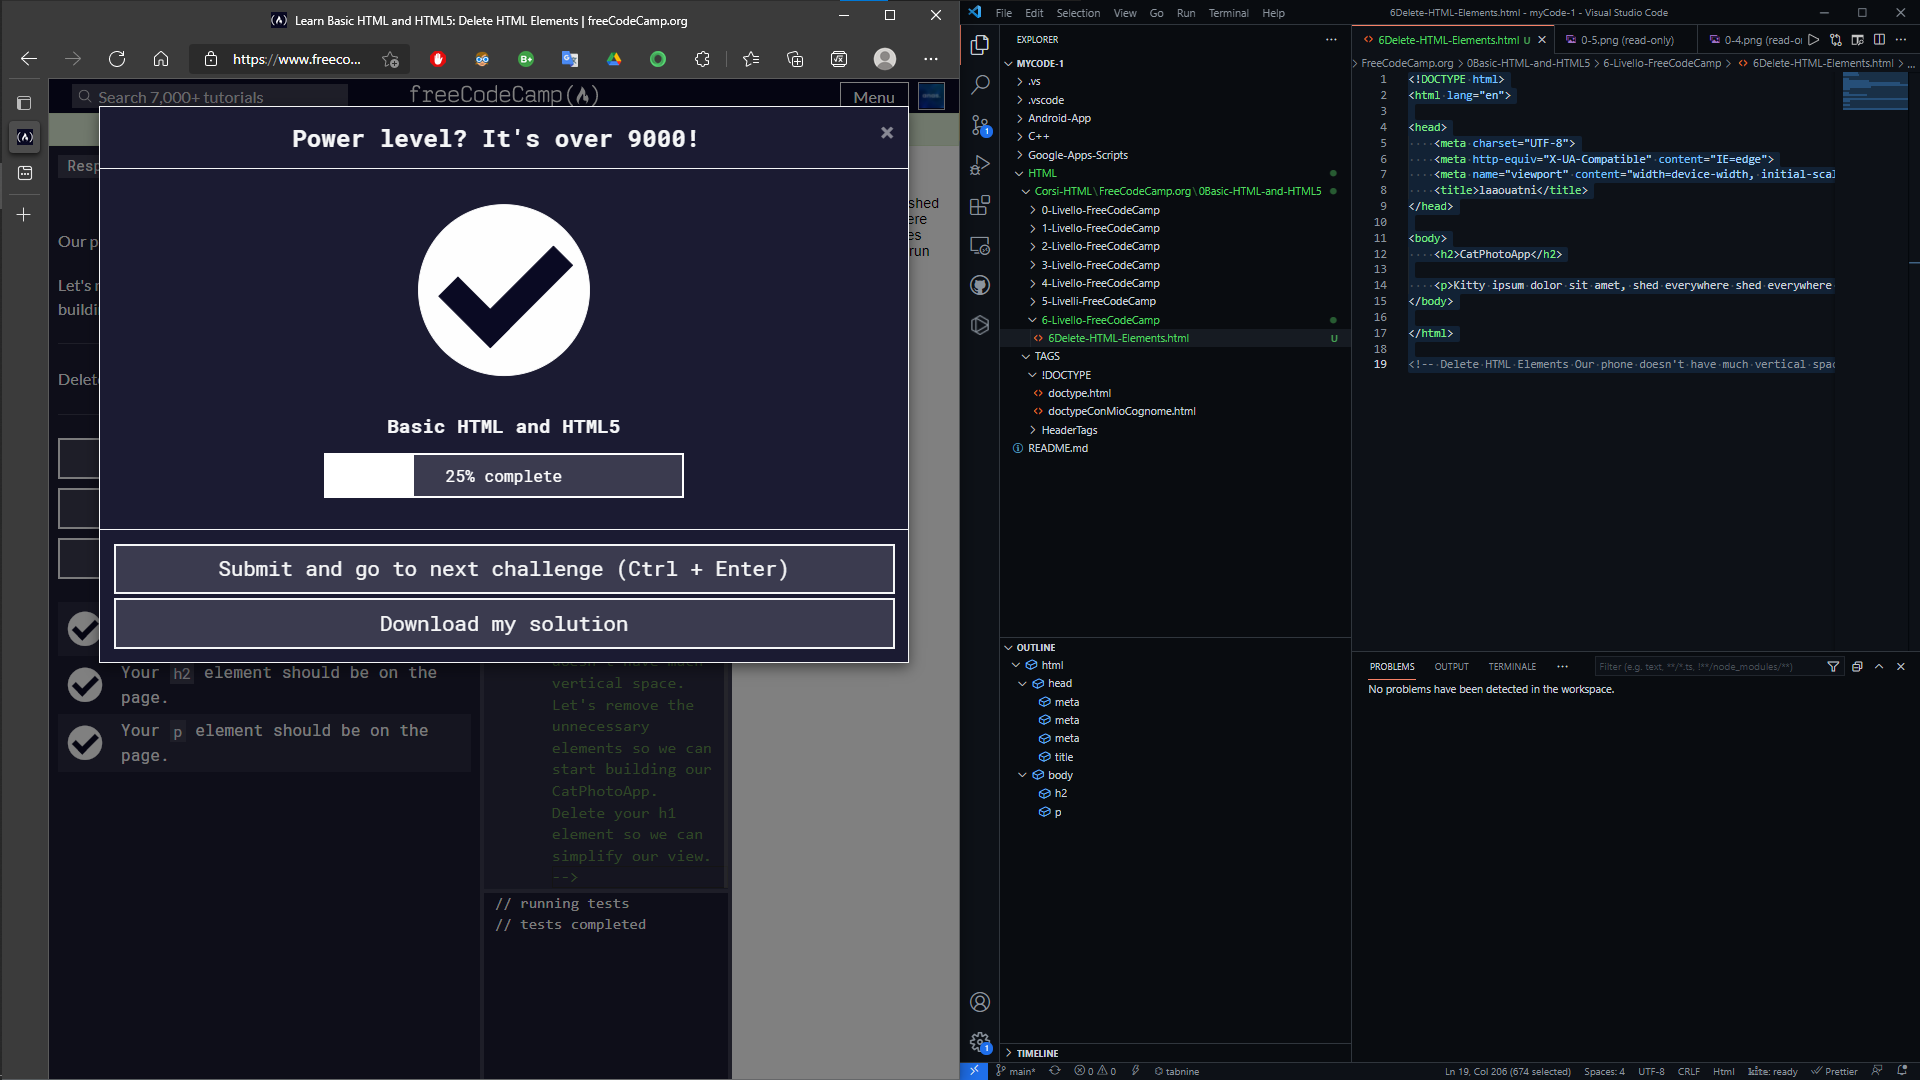 Learn Basic HTML and HTML5: Delete HTML Elements | freeCodeCamp.org
https://www.freeco...
Search 7,000+ tutorials
freeCodeCamp(
Menu
Power level? It's over 9000!
×
Resp
Our p
Let's r
buildin
Delete
shed
ere
es
run
Basic HTML and HTML5
25% complete
Submit and go to next challenge (Ctrl + Enter)
Download my solution
Your h2 element should be on the
page.
Your p element should be on the
page.
doesn't have much
vertical space.
Let's remove the
unnecessary
elements so we can
start building our
CatPhotoApp.
Delete your h1
element so we can
simplify our view.
-->
// running tests
// tests completed
File Edit Selection View Go Run Terminal Help
6Delete-HTML-Elements.html - myCode-1 - Visual Studio Code
EXPLORER
MYCODE-1
.vs
.vscode
Android-App
C++
Google-Apps-Scripts
HTML
Corsi-HTML\FreeCodeCamp.org\0Basic-HTML-and-HTML5
0-Livello-FreeCodeCamp
1-Livello-FreeCodeCamp
2-Livello-FreeCodeCamp
3-Livello-FreeCodeCamp
4-Livello-FreeCodeCamp
5-Livelli-FreeCodeCamp
6-Livello-FreeCodeCamp
6Delete-HTML-Elements.html U
TAGS
!DOCTYPE
doctype.html
doctypeConMioCognome.html
HeaderTags
README.md
OUTLINE
html
head
meta
meta
meta
title
body
h2
p
TIMELINE
6Delete-HTML-Elements.html U
0-5.png (read-only)
0-4.png (read-o
FreeCodeCamp.org > 0Basic-HTML-and-HTML5 > 6-Livello-FreeCodeCamp > 6Delete-HTML-Elements.html > ...
1 <!DOCTYPE html>
2 <html lang="en">
3
4 <head>
5 <meta charset="UTF-8">
6 <meta http-equiv="X-UA-Compatible" content="IE=edge">
7 <meta name="viewport" content="width=device-width, initial-scal
8 <title>laaouatni</title>
9 </head>
10
11 <body>
12 <h2>CatPhotoApp</h2>
13
14 <p>Kitty ipsum dolor sit amet, shed everywhere shed everywhere
15 </body>
16
17 </html>
18
19 <!-- Delete HTML Elements Our phone doesn't have much vertical spac
PROBLEMS OUTPUT TERMINALE
Filter (e.g. text, **/*.ts, !**/node_modules/**)
No problems have been detected in the workspace.
main* 0 0 tabnine
Ln 19, Col 206 (674 selected) Spaces: 4 UTF-8 CRLF Html kite: ready Prettier